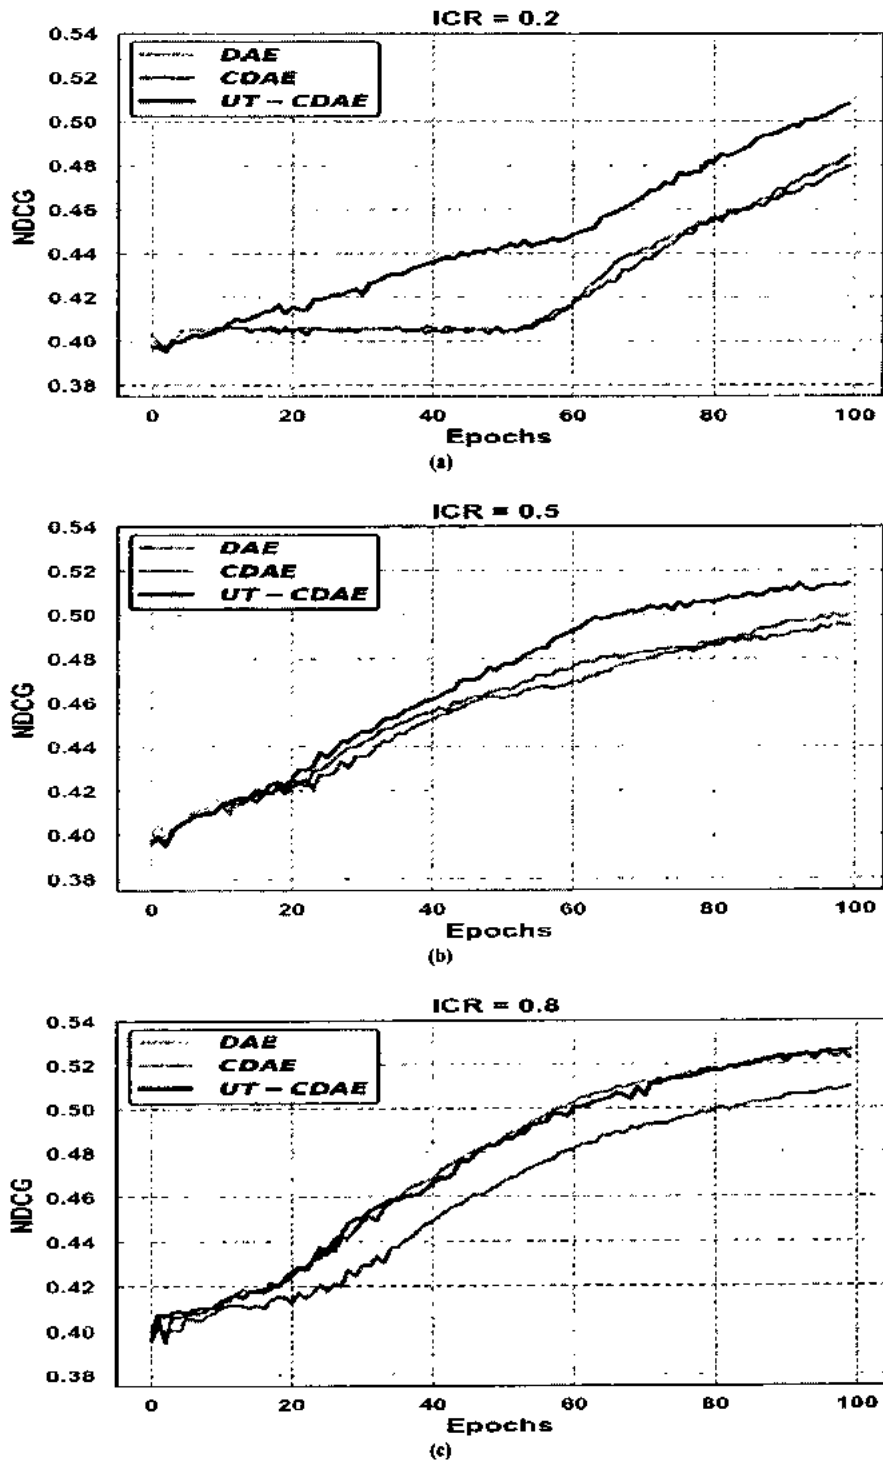 ICR = 0.2
DAE
CDAE
UT – CDAE
NDCG
0.54
0.52
0.50
0.48
0.46
0.44
0.42
0.40
0.38
0 20 40 60 80 100
Epochs
(a)
ICR = 0.5
DAE
CDAE
UT – CDAE
NDCG
0.54
0.52
0.50
0.48
0.46
0.44
0.42
0.40
0.38
0 20 40 60 80 100
Epochs
(b)
ICR = 0.8
DAE
CDAE
UT – CDAE
NDCG
0.54
0.52
0.50
0.48
0.46
0.44
0.42
0.40
0.38
0 20 40 60 80 100
Epochs
(c)